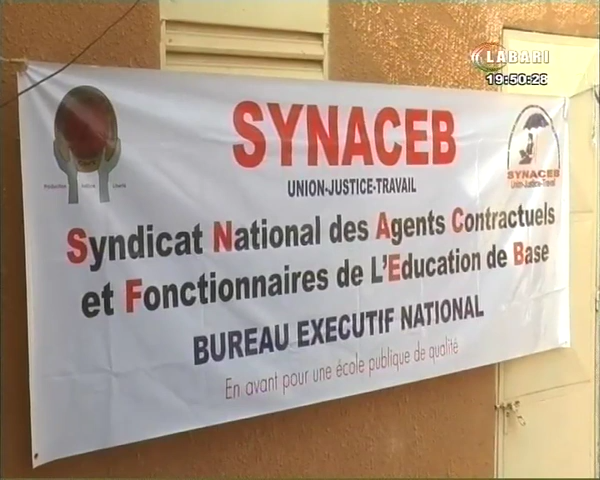 LABARI
19:50:26
SYNACEB
UNION-JUSTICE-TRAVAIL
Syndicat National des Agents Contractuels
et Fonctionnaires de L'Education de Base
BUREAU EXECUTIF NATIONAL
En avant pour une école publique de qualité
SYNACEB
Union-Justice-Travail